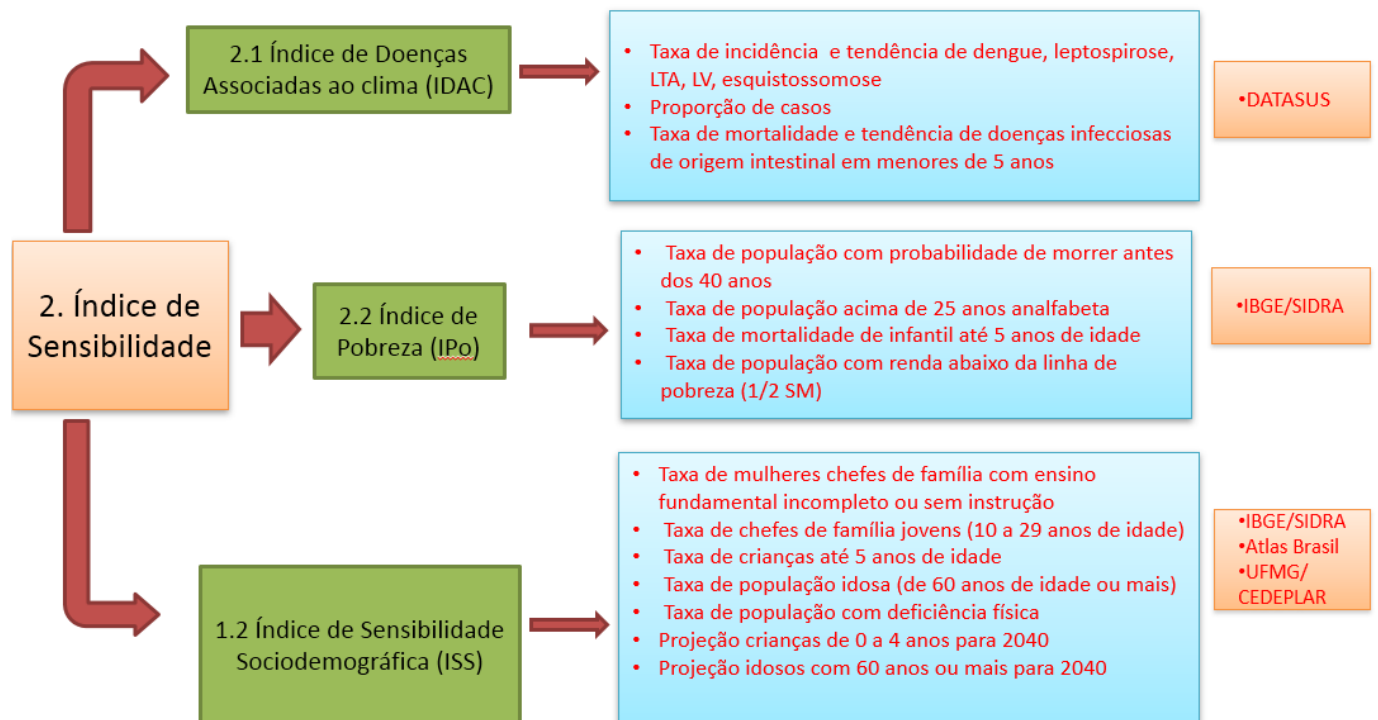 2.1 Índice de Doenças
Associadas ao clima (IDAC)
• Taxa de incidência e tendência de dengue, leptospirose,
LTA, LV, esquistossomose
• Proporção de casos
• Taxa de mortalidade e tendência de doenças infecciosas
de origem intestinal em menores de 5 anos
•DATASUS
2. Índice de
Sensibilidade
2.2 Índice de
Pobreza (IPo)
• Taxa de população com probabilidade de morrer antes
dos 40 anos
• Taxa de população acima de 25 anos analfabeta
• Taxa de mortalidade de infantil até 5 anos de idade
• Taxa de população com renda abaixo da linha de
pobreza (1/2 SM)
•IBGE/SIDRA
1.2 Índice de Sensibilidade
Sociodemográfica (ISS)
• Taxa de mulheres chefes de família com ensino
fundamental incompleto ou sem instrução
• Taxa de chefes de família jovens (10 a 29 anos de idade)
• Taxa de crianças até 5 anos de idade
• Taxa de população idosa (de 60 anos de idade ou mais)
• Taxa de população com deficiência física
• Projeção crianças de 0 a 4 anos para 2040
• Projeção idosos com 60 anos ou mais para 2040
•IBGE/SIDRA
•Atlas Brasil
•UFMG/
CEDEPLAR